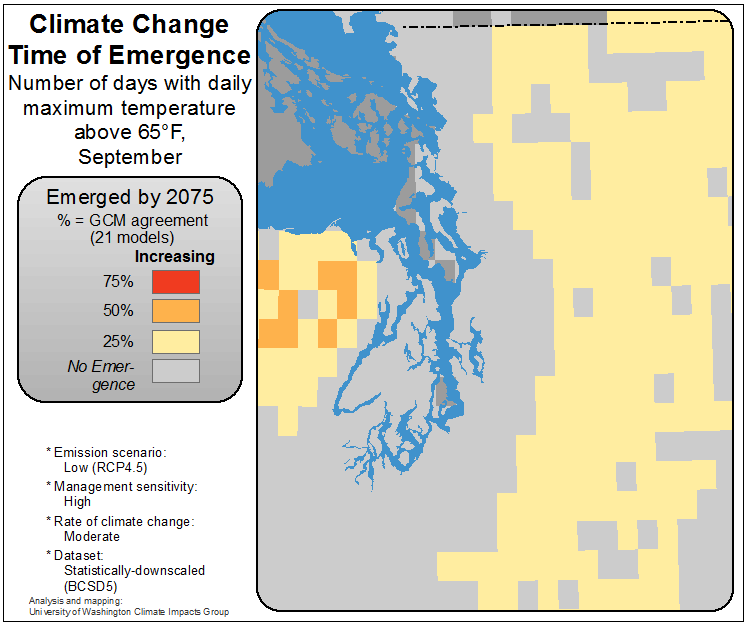 Climate Change
Time of Emergence
Number of days with daily
maximum temperature
above 65°F,
September
Emerged by 2075
% = GCM agreement
(21 models)
Increasing
75%
50%
25%
No Emer-
gence
* Emission scenario:
Low (RCP4.5)
* Management sensitivity:
High
* Rate of climate change:
Moderate
* Dataset:
Statistically-downscaled
(BCSD5)
Analysis and mapping:
University of Washington Climate Impacts Group